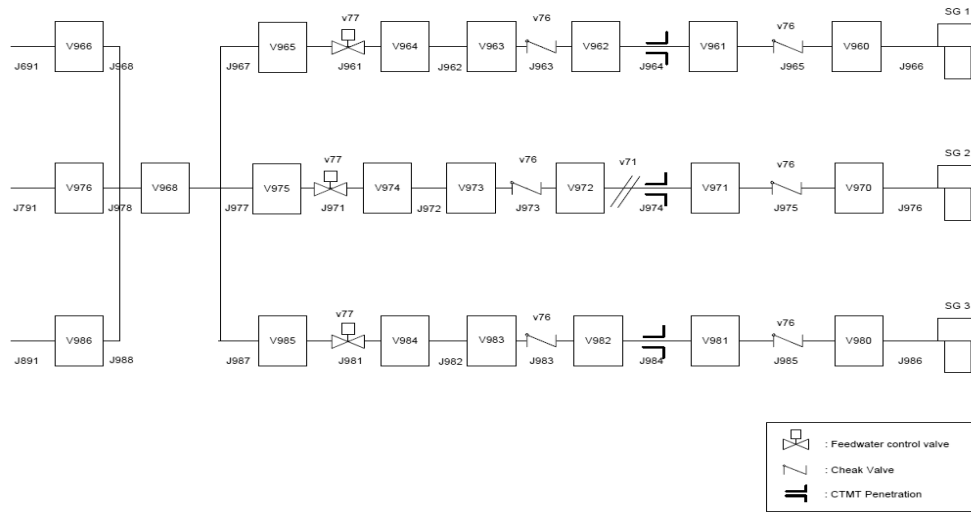 SG 1
v77 v76 v76
V966 V965 V964 V963 V962 V961 V960
J691 J968 J967 J961 J962 J963 J964 J965 J966
SG 2
v77 v76 v71 v76
V976 V968 V975 V974 V973 V972 V971 V970
J791 J978 J977 J971 J972 J973 J974 J975 J976
SG 3
v77 v76 v76
V986 V985 V984 V983 V982 V981 V980
J891 J988 J987 J981 J982 J983 J984 J985 J986
: Feedwater control valve
: Cheak Valve
: CTMT Penetration